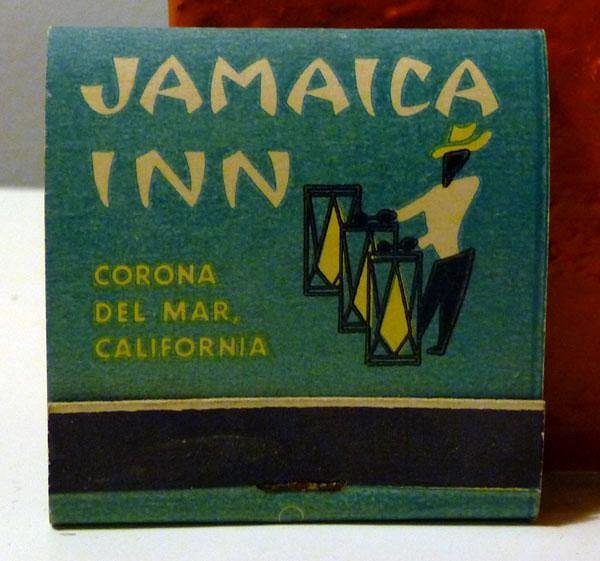 JAMAICA
INN
CORONA
DEL MAR,
CALIFORNIA